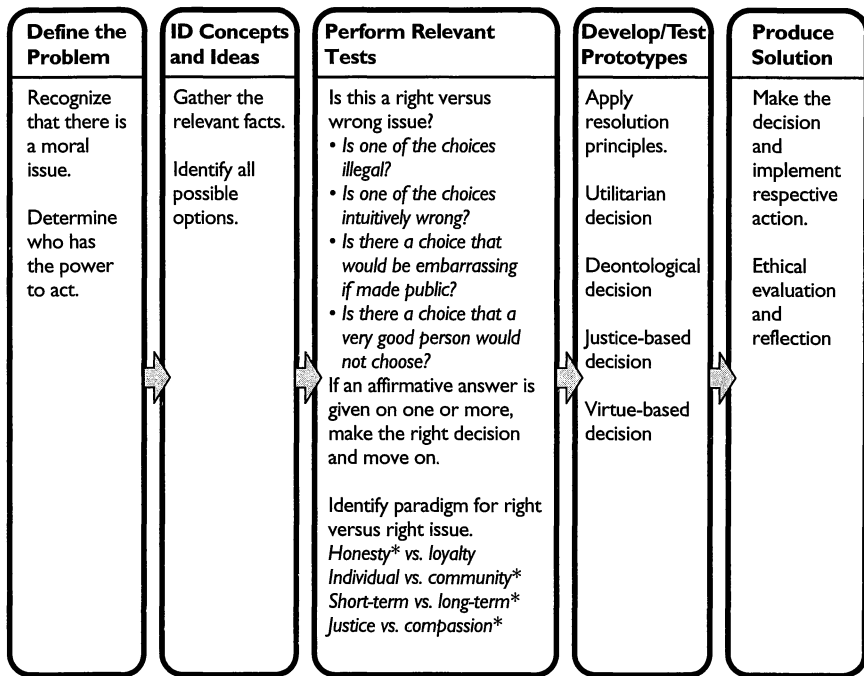 Define the
Problem
Recognize
that there is
a moral
issue.
Determine
who has
the power
to act.
ID Concepts
and Ideas
Gather the
relevant facts.
Identify all
possible
options.
Perform Relevant
Tests
Is this a right versus
wrong issue?
• Is one of the choices
illegal?
• Is one of the choices
intuitively wrong?
• Is there a choice that
would be embarrassing
if made public?
• Is there a choice that a
very good person would
not choose?
If an affirmative answer is
given on one or more,
make the right decision
and move on.
Identify paradigm for right
versus right issue.
Honesty* vs. loyalty
Individual vs. community*
Short-term vs. long-term*
Justice vs. compassion*
Develop/Test
Prototypes
Apply
resolution
principles.
Utilitarian
decision
Deontological
decision
Justice-based
decision
Virtue-based
decision
Produce
Solution
Make the
decision
and
implement
respective
action.
Ethical
evaluation
and
reflection